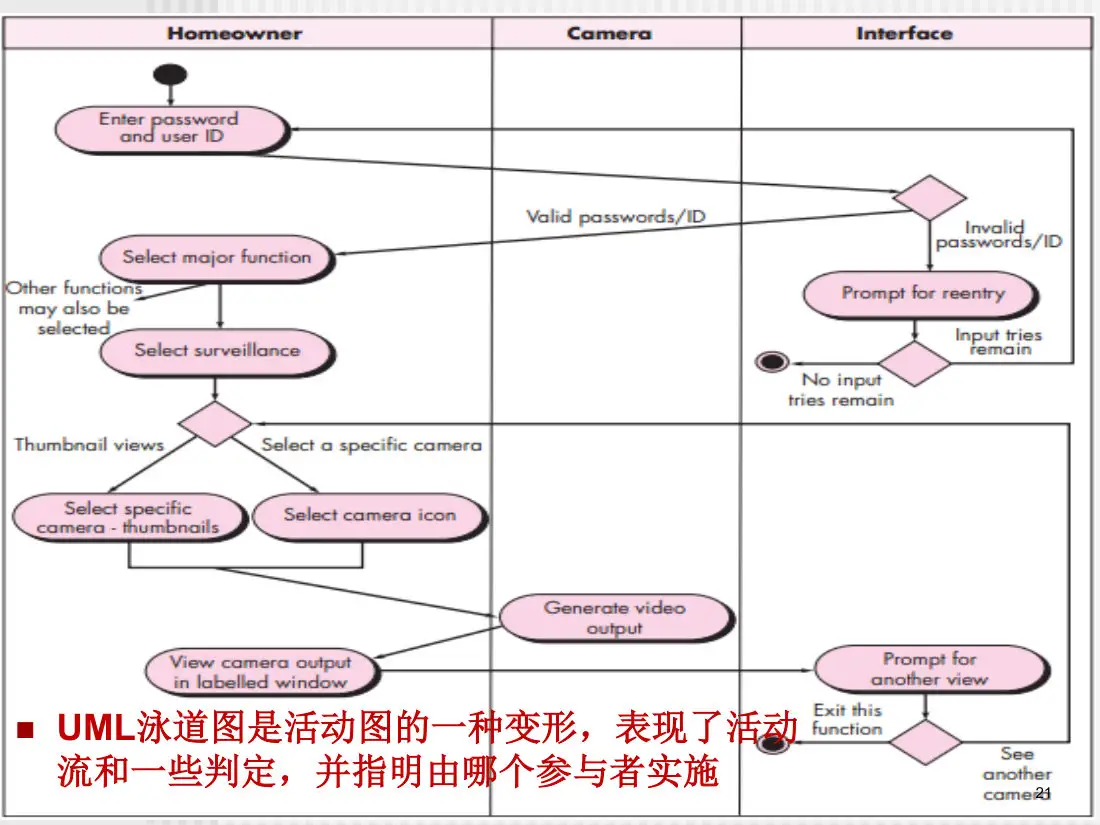 Homeowner
Camera
Interface
Enter password
and user ID
Valid passwords/ID
Invalid
passwords/ID
Select major function
Other functions
may also be
selected
Prompt for reentry
Input tries
remain
No input
tries remain
Select surveillance
Thumbnail views
Select a specific camera
Select specific
camera - thumbnails
Select camera icon
Generate video
output
View camera output
in labelled window
Prompt for
another view
Exit this
function
See
another
camera
UML泳道图是活动图的一种变形，表现了活动
流和一些判定，并指明由哪个参与者实施
21